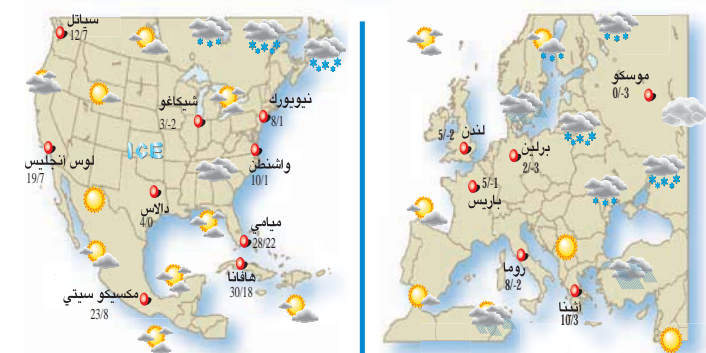 سياتل
12/7
شيكاغو
3/-2
نيويورك
8/1
ICE
لوس أنجليس
19/7
واشنطن
10/1
دالاس
4/0
ميامي
28/22
هافانا
30/18
مكسيكو سيتي
23/8
موسكو
0/-3
لندن
5/-2
برلين
2/-3
5/-1
باريس
روما
8/-2
أثينا
10/3